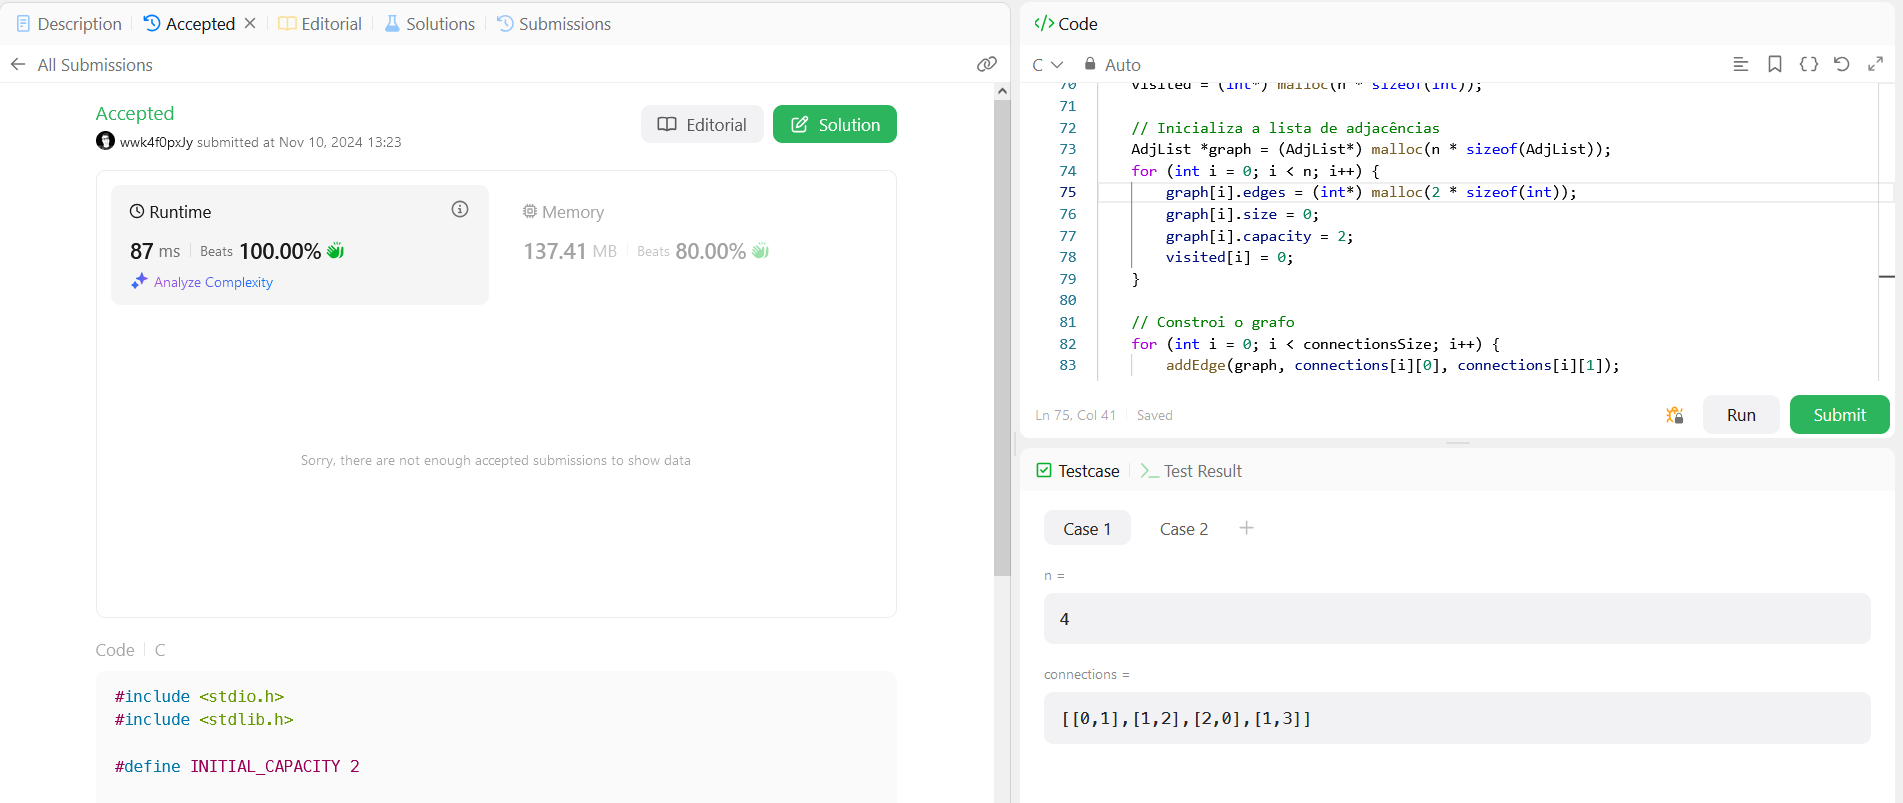 Description
Accepted
Editorial
Solutions
Submissions
All Submissions
Accepted
wwk4f0pxJy submitted at Nov 10, 2024 13:23
Editorial
Solution
Runtime
87 ms
Beats 100.00%
Analyze Complexity
Memory
137.41 MB
Beats 80.00%
Sorry, there are not enough accepted submissions to show data
Code
C
#include <stdio.h>
#include <stdlib.h>
#define INITIAL_CAPACITY 2
</> Code
C
Auto
70 visited = (int*) malloc(n * sizeof(int));
71
72 // Inicializa a lista de adjacências
73 AdjList *graph = (AdjList*) malloc(n * sizeof(AdjList));
74 for (int i = 0; i < n; i++) {
75 graph[i].edges = (int*) malloc(2 * sizeof(int));
76 graph[i].size = 0;
77 graph[i].capacity = 2;
78 visited[i] = 0;
79 }
80
81 // Constroi o grafo
82 for (int i = 0; i < connectionsSize; i++) {
83 addEdge(graph, connections[i][0], connections[i][1]);
Ln 75, Col 41
Saved
Run
Submit
Testcase
Test Result
Case 1
Case 2
n =
4
connections =
[[0,1],[1,2],[2,0],[1,3]]